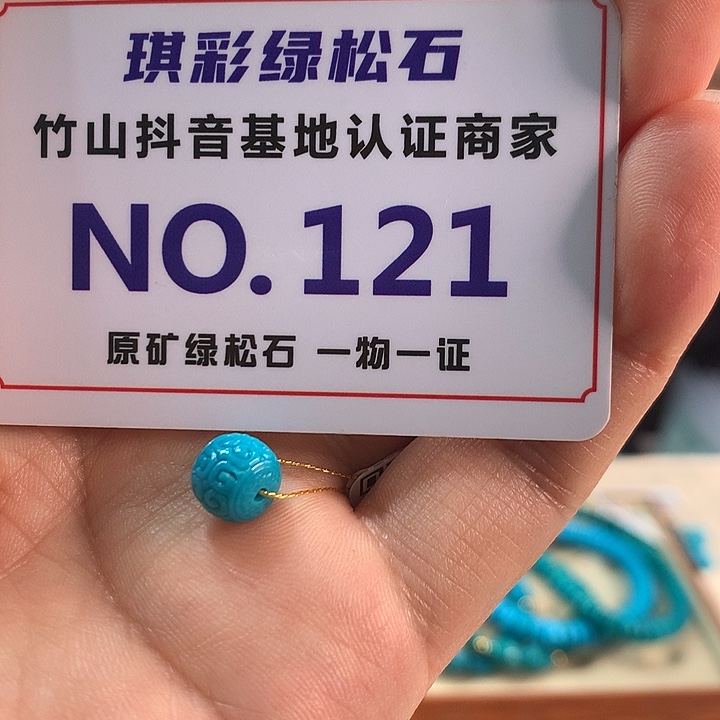 琪彩绿松石
竹山抖音基地认证商家
NO.121
原矿绿松石 一物一证